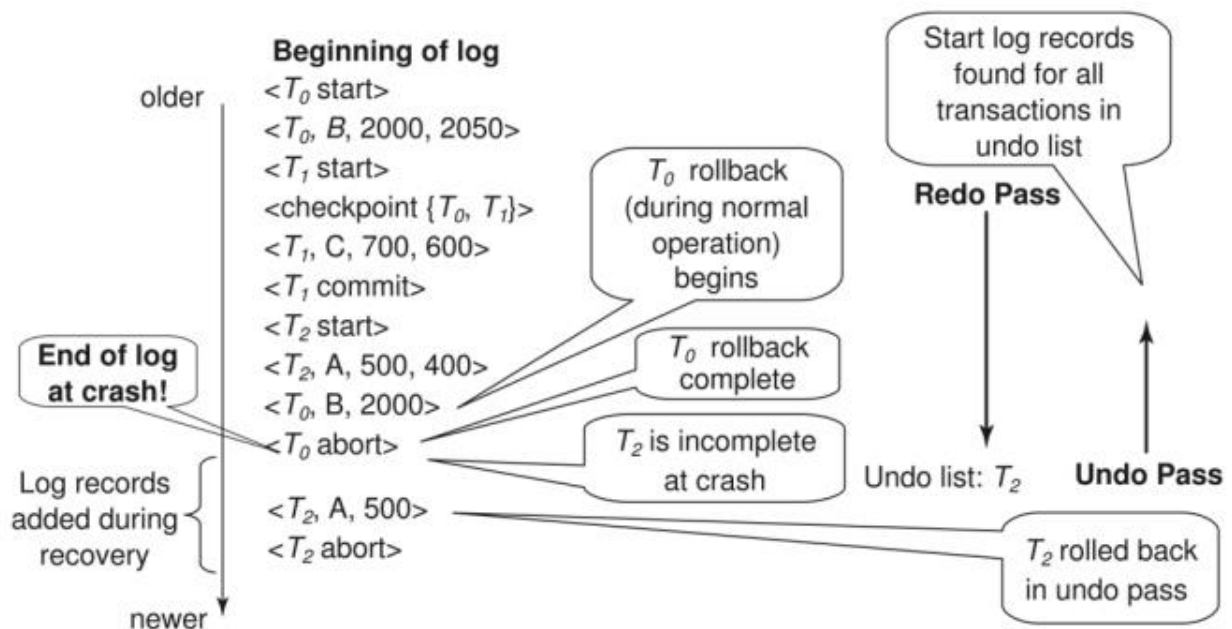 Beginning of log
older
<T₀ start>
<T₀, B, 2000, 2050>
<T₁ start>
<checkpoint {T₀, T₁}>
<T₁, C, 700, 600>
<T₁ commit>
<T₂ start>
<T₂, A, 500, 400>
<T₀, B, 2000>
<T₀ abort>
<T₂, A, 500>
<T₂ abort>
newer
End of log
at crash!
Log records
added during
recovery
T₀ rollback
(during normal
operation)
begins
T₀ rollback
complete
T₂ is incomplete
at crash
Start log records
found for all
transactions in
undo list
Redo Pass
Undo list: T₂
Undo Pass
T₂ rolled back
in undo pass